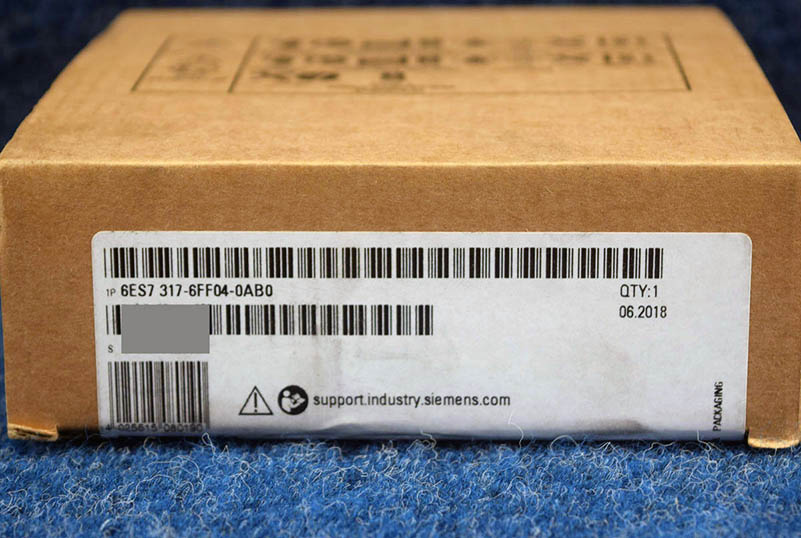 1P 6ES7 317-6FF04-0AB0
QTY:1
06.2018
S
support.industry.siemens.com
PACKAGING